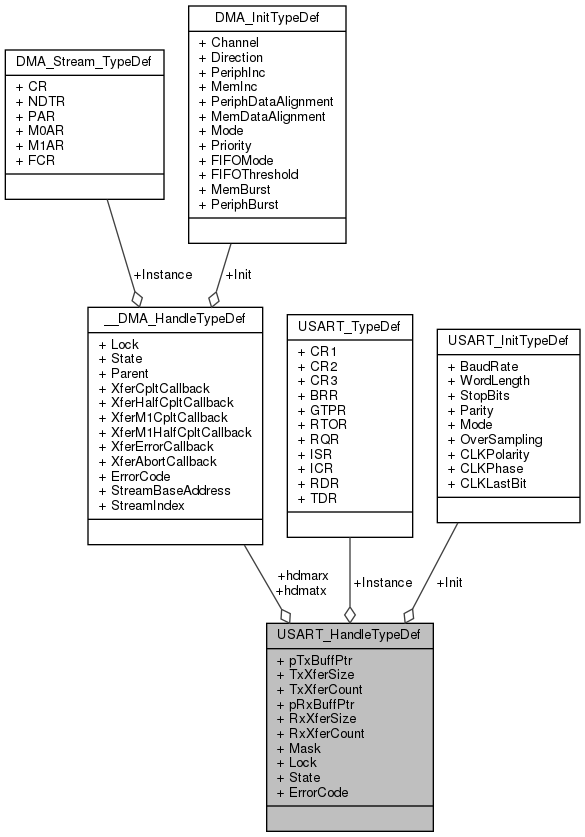 DMA_InitTypeDef
+ Channel
+ Direction
+ PeriphInc
+ MemInc
+ PeriphDataAlignment
+ MemDataAlignment
+ Mode
+ Priority
+ FIFOMode
+ FIFOThreshold
+ MemBurst
+ PeriphBurst
DMA_Stream_TypeDef
+ CR
+ NDTR
+ PAR
+ M0AR
+ M1AR
+ FCR
+Instance
+Init
__DMA_HandleTypeDef
+ Lock
+ State
+ Parent
+ XferCpltCallback
+ XferHalfCpltCallback
+ XferM1CpltCallback
+ XferM1HalfCpltCallback
+ XferErrorCallback
+ XferAbortCallback
+ ErrorCode
+ StreamBaseAddress
+ StreamIndex
USART_TypeDef
+ CR1
+ CR2
+ CR3
+ BRR
+ GTPR
+ RTOR
+ RQR
+ ISR
+ ICR
+ RDR
+ TDR
USART_InitTypeDef
+ BaudRate
+ WordLength
+ StopBits
+ Parity
+ Mode
+ OverSampling
+ CLKPolarity
+ CLKPhase
+ CLKLastBit
+hdmarx
+hdmatx
+Instance
+Init
USART_HandleTypeDef
+ pTxBuffPtr
+ TxXferSize
+ TxXferCount
+ pRxBuffPtr
+ RxXferSize
+ RxXferCount
+ Mask
+ Lock
+ State
+ ErrorCode